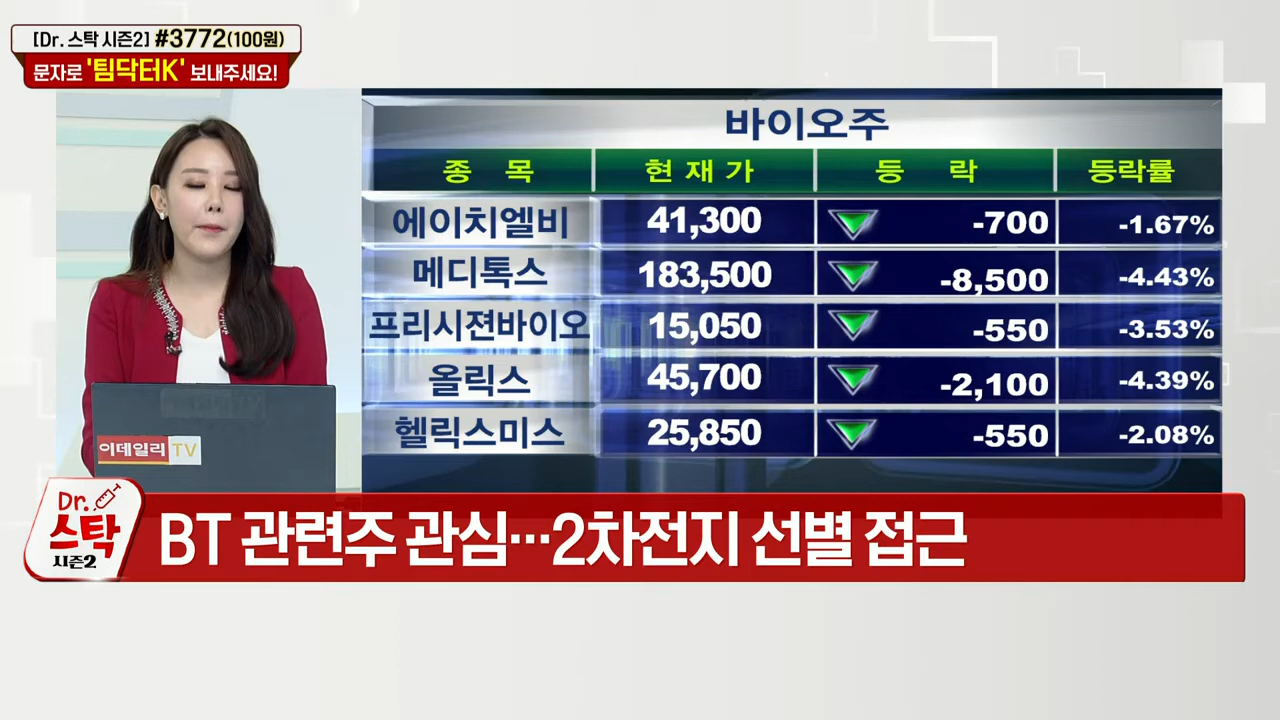 [Dr. 스탁 시즌2] #3772(100원)
문자로 '팀닥터K' 보내주세요!
바이오주
종 목 현 재 가 등 락 등락률
에이치엘비 41,300 -700 -1.67%
메디톡스 183,500 -8,500 -4.43%
프리시젼바이오 15,050 -550 -3.53%
올릭스 45,700 -2,100 -4.39%
헬릭스미스 25,850 -550 -2.08%
이데일리 TV
Dr.
스탁
시즌2
BT 관련주 관심…2차전지 선별 접근